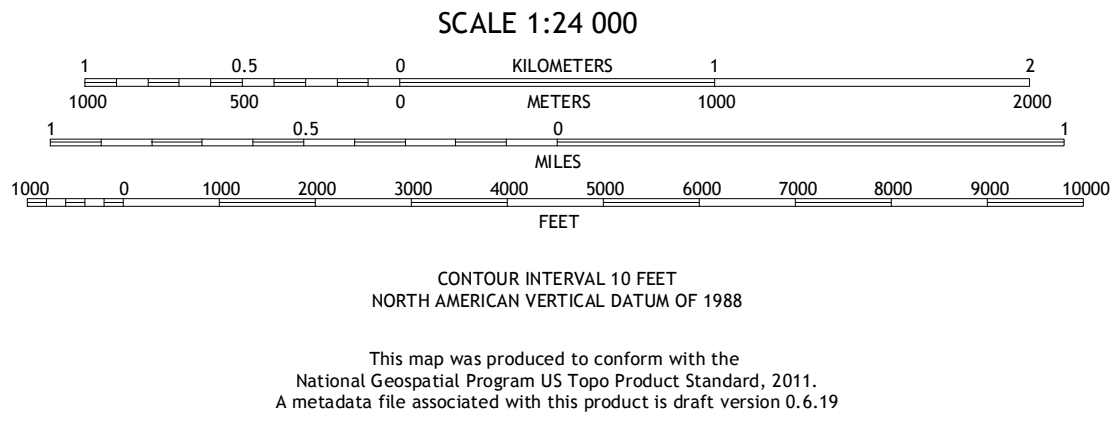 SCALE 1:24 000
1 0.5 0 KILOMETERS 1 2
1000 500 0 METERS 1000 2000
1 0.5 0 1
MILES
1000 0 1000 2000 3000 4000 5000 6000 7000 8000 9000 10000
FEET
CONTOUR INTERVAL 10 FEET
NORTH AMERICAN VERTICAL DATUM OF 1988
This map was produced to conform with the
National Geospatial Program US Topo Product Standard, 2011.
A metadata file associated with this product is draft version 0.6.19